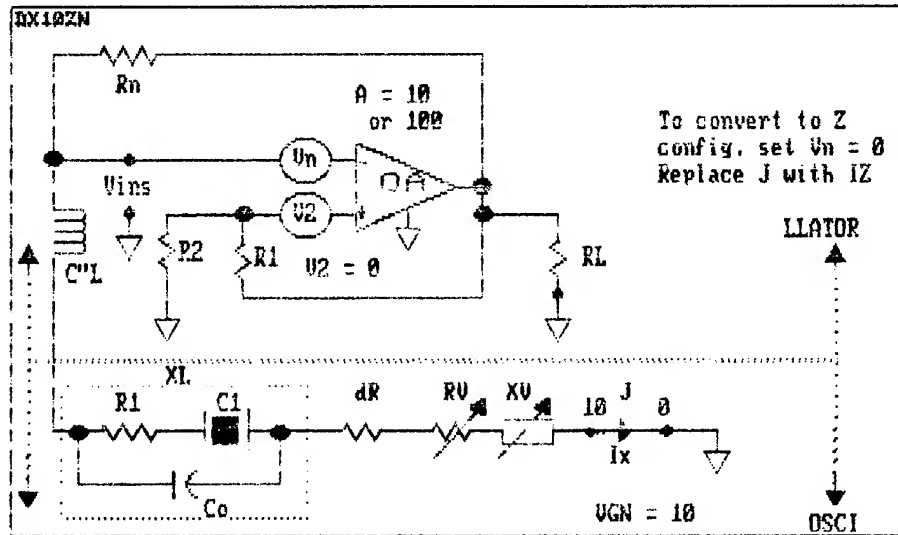 DX10ZN
Rn
A = 10
or 100
To convert to Z
config. set Vn = 0
Replace J with IZ
Vn
OA
Vins
V2
LLATOR
P2
R1
RL
C"L
V2 = 0
XL
R1
C1
dR
RV
XV
10
J
0
Ix
Co
VGN = 10
OSCI